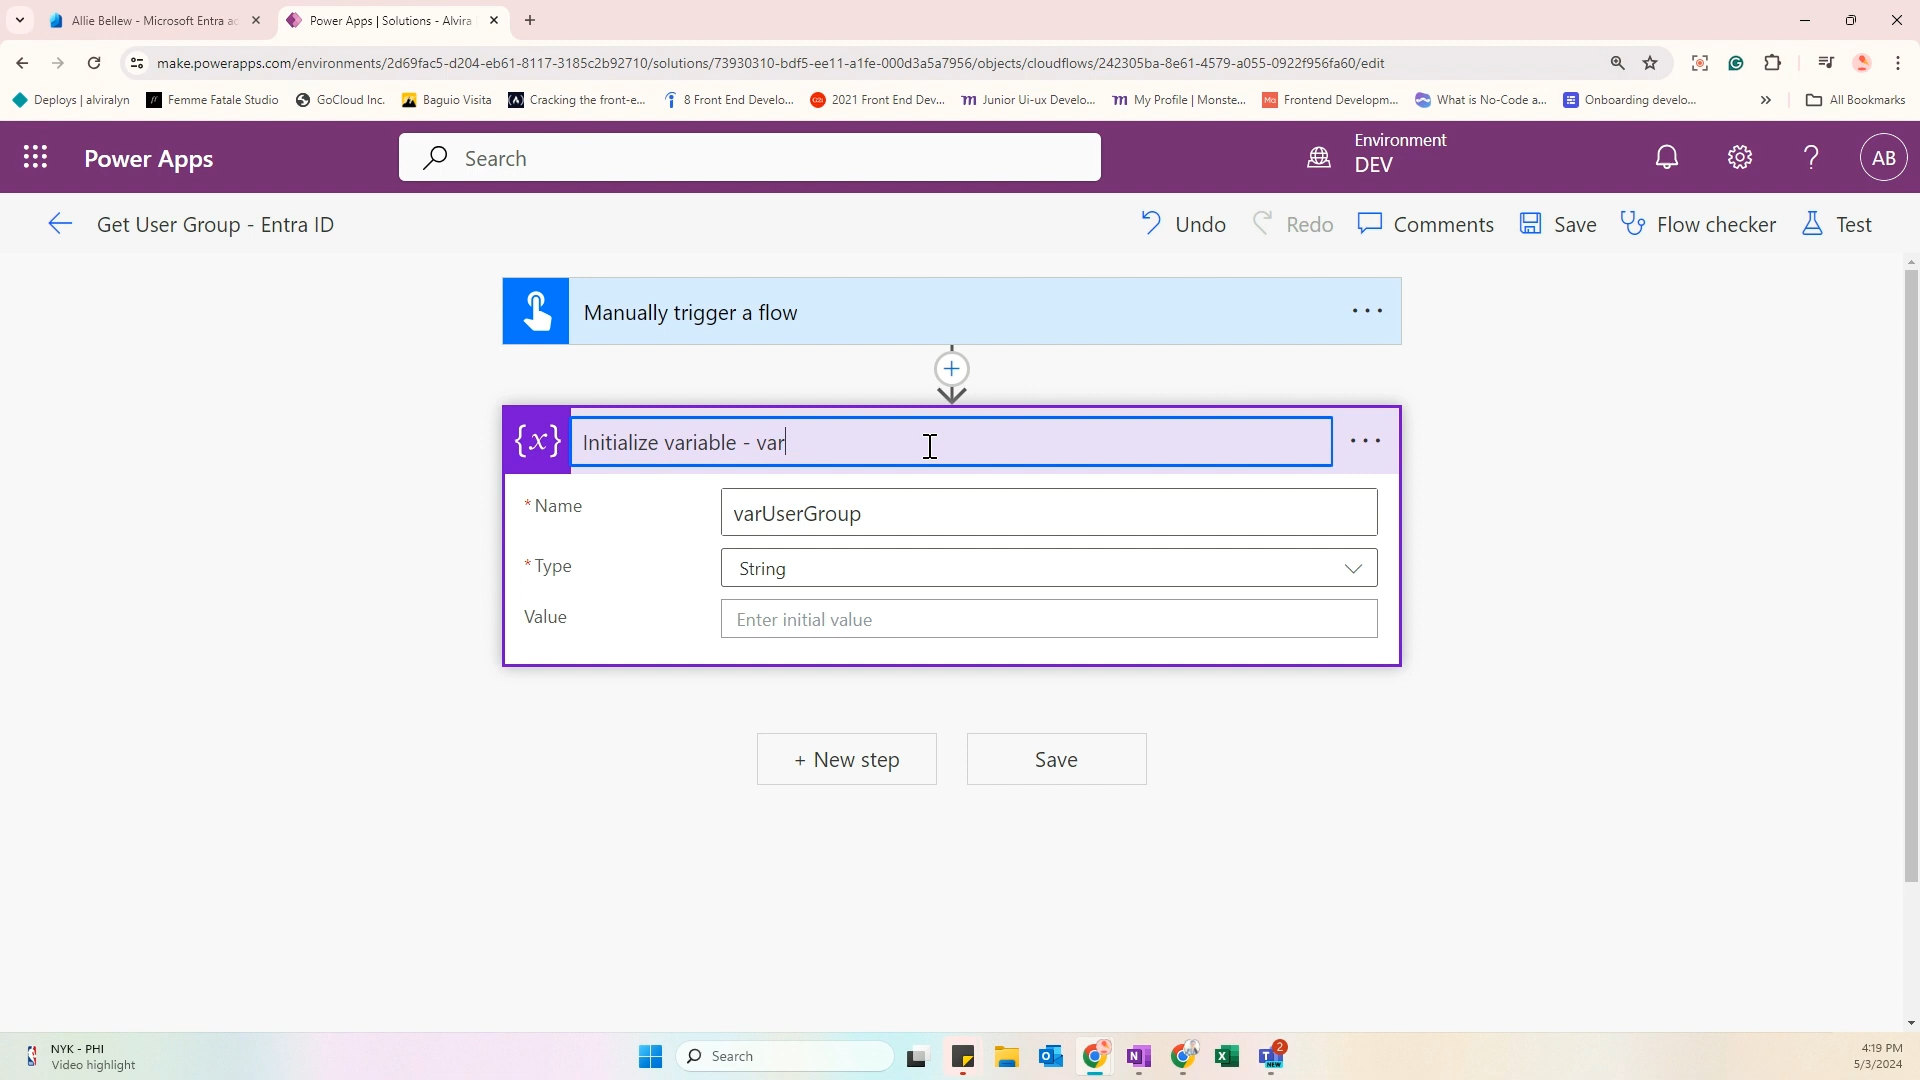 Allie Bellew - Microsoft Entra ac
Power Apps | Solutions - Alvira
make.powerapps.com/environments/2d69fac5-d204-eb61-8117-3185c2b92710/solutions/73930310-bdf5-ee11-a1fe-000d3a5a7956/objects/cloudflows/242305ba-8e61-4579-a055-0922f956fa60/edit
Deploys | alviralyn
Femme Fatale Studio
GoCloud Inc.
Baguio Visita
Cracking the front-e...
8 Front End Develo...
2021 Front End Dev...
Junior Ui-ux Develo...
My Profile | Monste...
Frontend Developm...
What is No-Code a...
Onboarding develo...
All Bookmarks
Power Apps
Search
Environment
DEV
AB
Get User Group - Entra ID
Undo
Redo
Comments
Save
Flow checker
Test
Manually trigger a flow
{x} Initialize variable - var
* Name
varUserGroup
* Type
String
Value
Enter initial value
+ New step
Save
NYK - PHI
Video highlight
Search
2
NEW
4:19 PM
5/3/2024